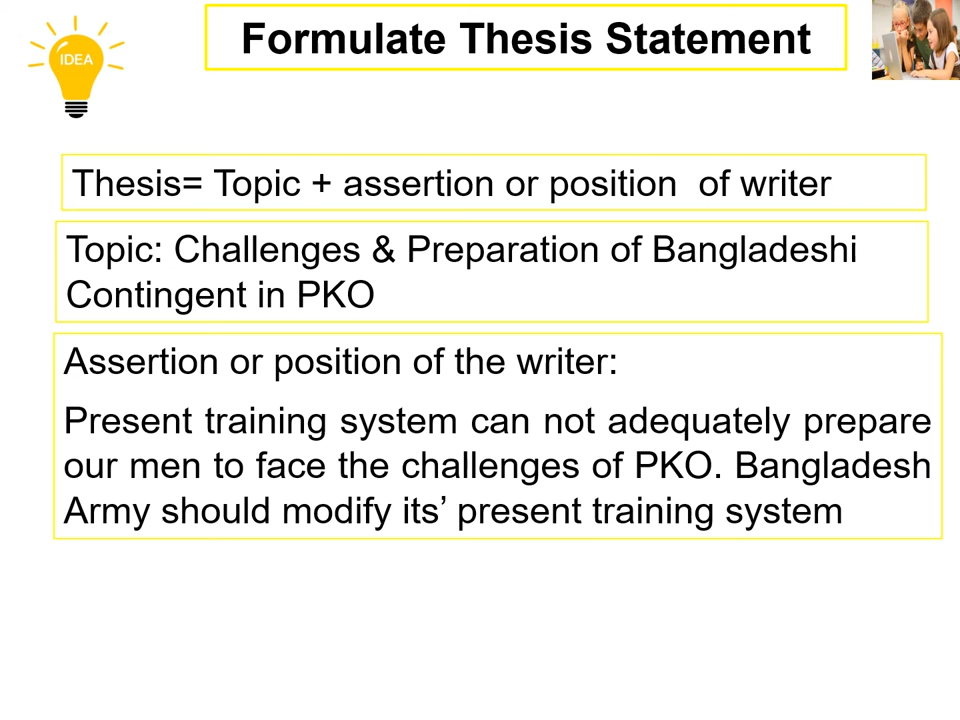 IDEA
Formulate Thesis Statement
Thesis= Topic + assertion or position  of writer
Topic: Challenges & Preparation of Bangladeshi
Contingent in PKO
Assertion or position of the writer:
Present training system can not adequately prepare
our men to face the challenges of PKO. Bangladesh
Army should modify its’ present training system